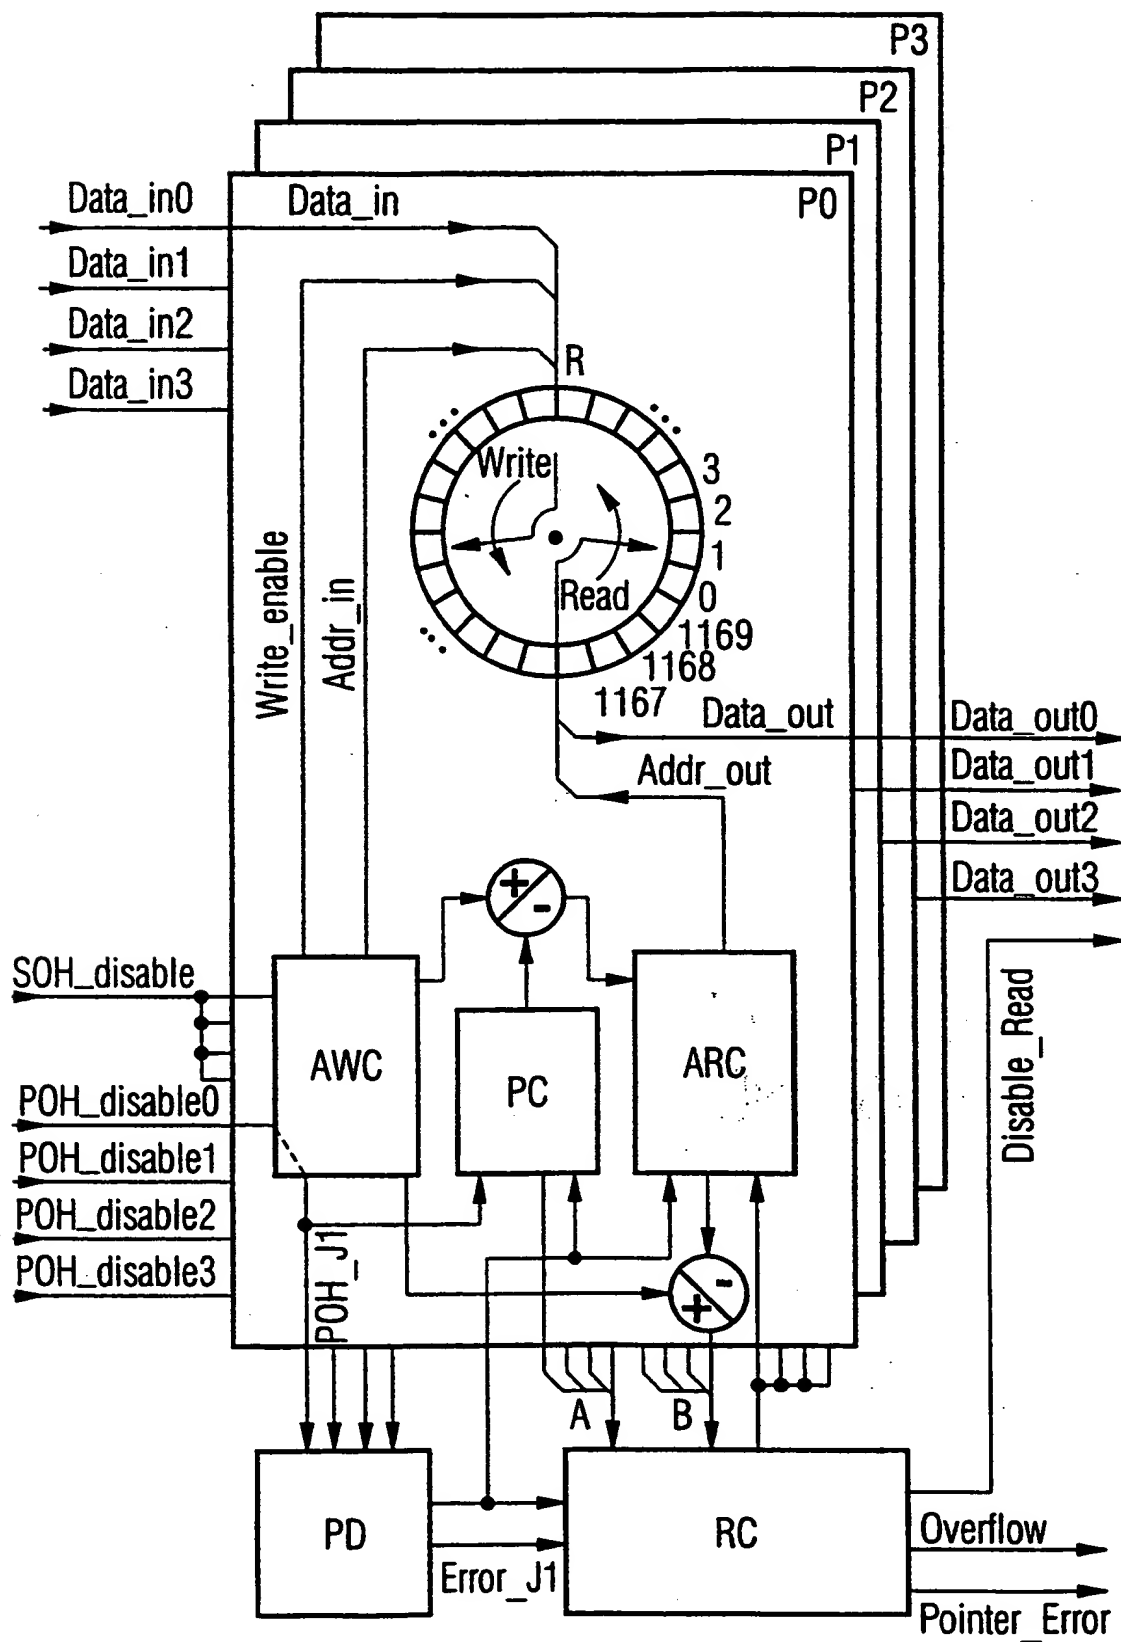 P3
P2
P1
P0
Data_in0
Data_in
Data_in1
Data_in2
Data_in3
R
Write
3
2
1
0
Read
1169
1168
1167
Write_enable
Addr_in
Data_out
Data_out0
Addr_out
Data_out1
Data_out2
Data_out3
+
-
SOH_disable
AWC
PC
ARC
Disable_Read
POH_disable0
POH_disable1
POH_disable2
POH_disable3
POH_J1
-
+
A
B
PD
RC
Error_J1
Overflow
Pointer_Error